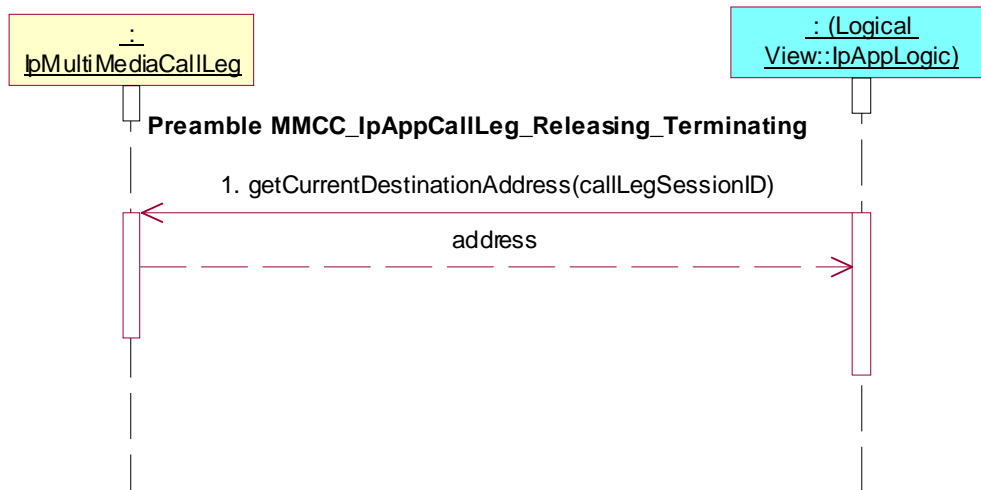 :
IpMultiMediaCallLeg
: (Logical
View::IpAppLogic)
Preamble MMCC_IpAppCallLeg_Releasing_Terminating
1. getCurrentDestinationAddress(callLegSessionID)
address